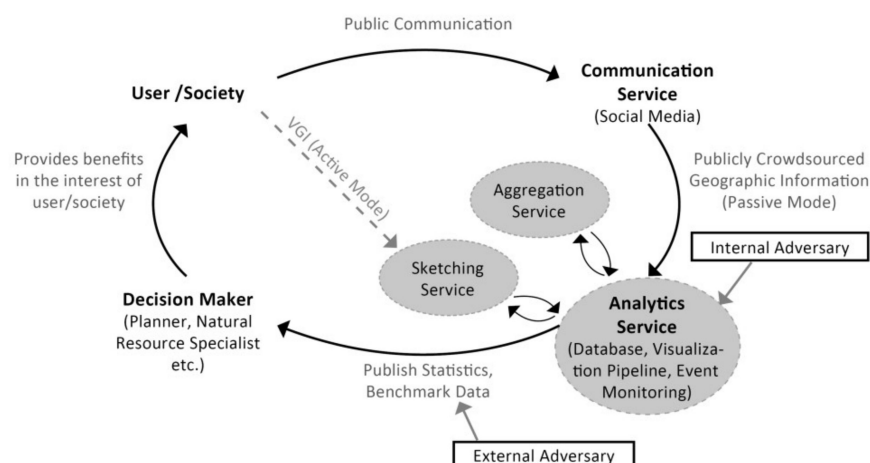 Public Communication
User /Society
Communication
Service
(Social Media)
VGI (Active Mode)
Provides benefits
in the interest of
user/society
Publicly Crowdsourced
Geographic Information
(Passive Mode)
Aggregation
Service
Internal Adversary
Sketching
Service
Decision Maker
(Planner, Natural
Resource Specialist
etc.)
Analytics
Service
(Database, Visualiza-
tion Pipeline, Event
Monitoring)
Publish Statistics,
Benchmark Data
External Adversary